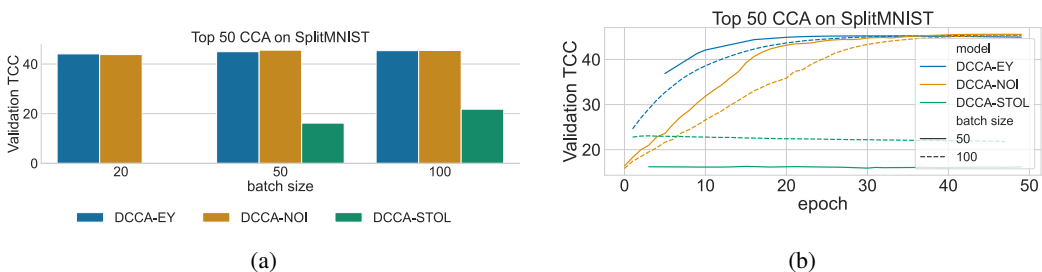 Top 50 CCA on SplitMNIST
Validation TCC
40
20
0
20
50
100
batch size
DCCA-EY
DCCA-NOI
DCCA-STOL
(a)
Top 50 CCA on SplitMNIST
Validation TCC
40
30
20
0
10
20
30
40
50
epoch
model
DCCA-EY
DCCA-NOI
DCCA-STOL
batch size
50
100
(b)